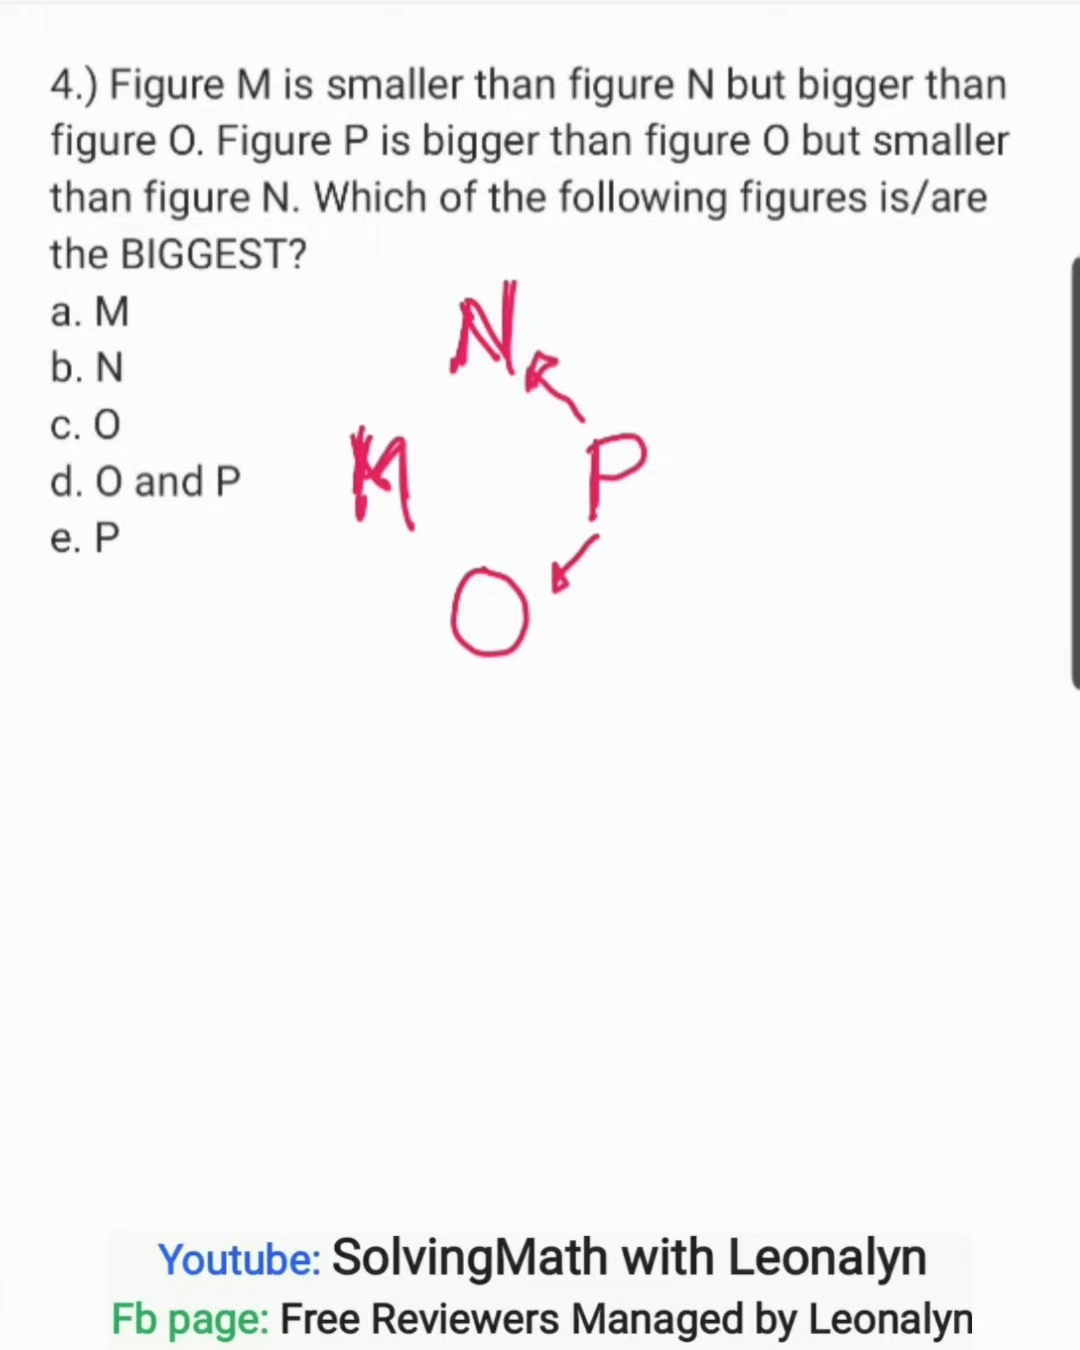 4.) Figure M is smaller than figure N but bigger than
figure O. Figure P is bigger than figure O but smaller
than figure N. Which of the following figures is/are
the BIGGEST?
a. M
b. N
c. O
d. O and P
e. P
N
M
P
O
Youtube: SolvingMath with Leonalyn
Fb page: Free Reviewers Managed by Leonalyn